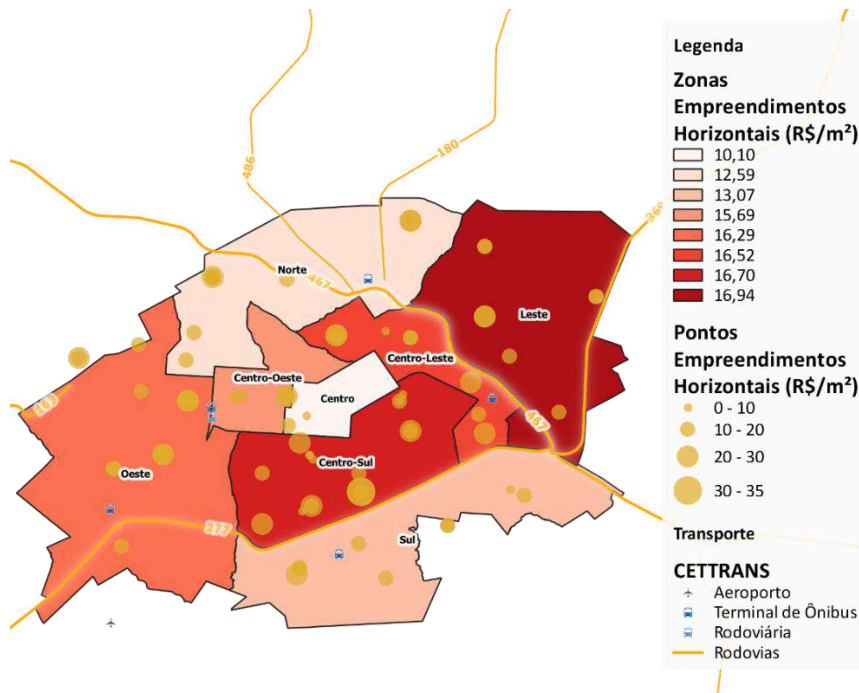 486
180
369
Norte
467
Leste
Centro-Leste
Centro-Oeste
163
Centro
467
Centro-Sul
Oeste
277
Sul
Legenda
Zonas
Empreendimentos
Horizontais (R$/m²)
10,10
12,59
13,07
15,69
16,29
16,52
16,70
16,94
Pontos
Empreendimentos
Horizontais (R$/m²)
0 - 10
10 - 20
20 - 30
30 - 35
Transporte
CETTRANS
Aeroporto
Terminal de Ônibus
Rodoviária
Rodovias